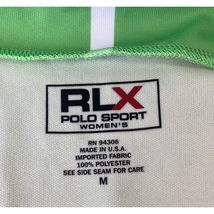 RLX
POLO SPORT
WOMEN'S
RN 94306
MADE IN U.S.A.
IMPORTED FABRIC
100% POLYESTER
SEE SIDE SEAM FOR CARE
M